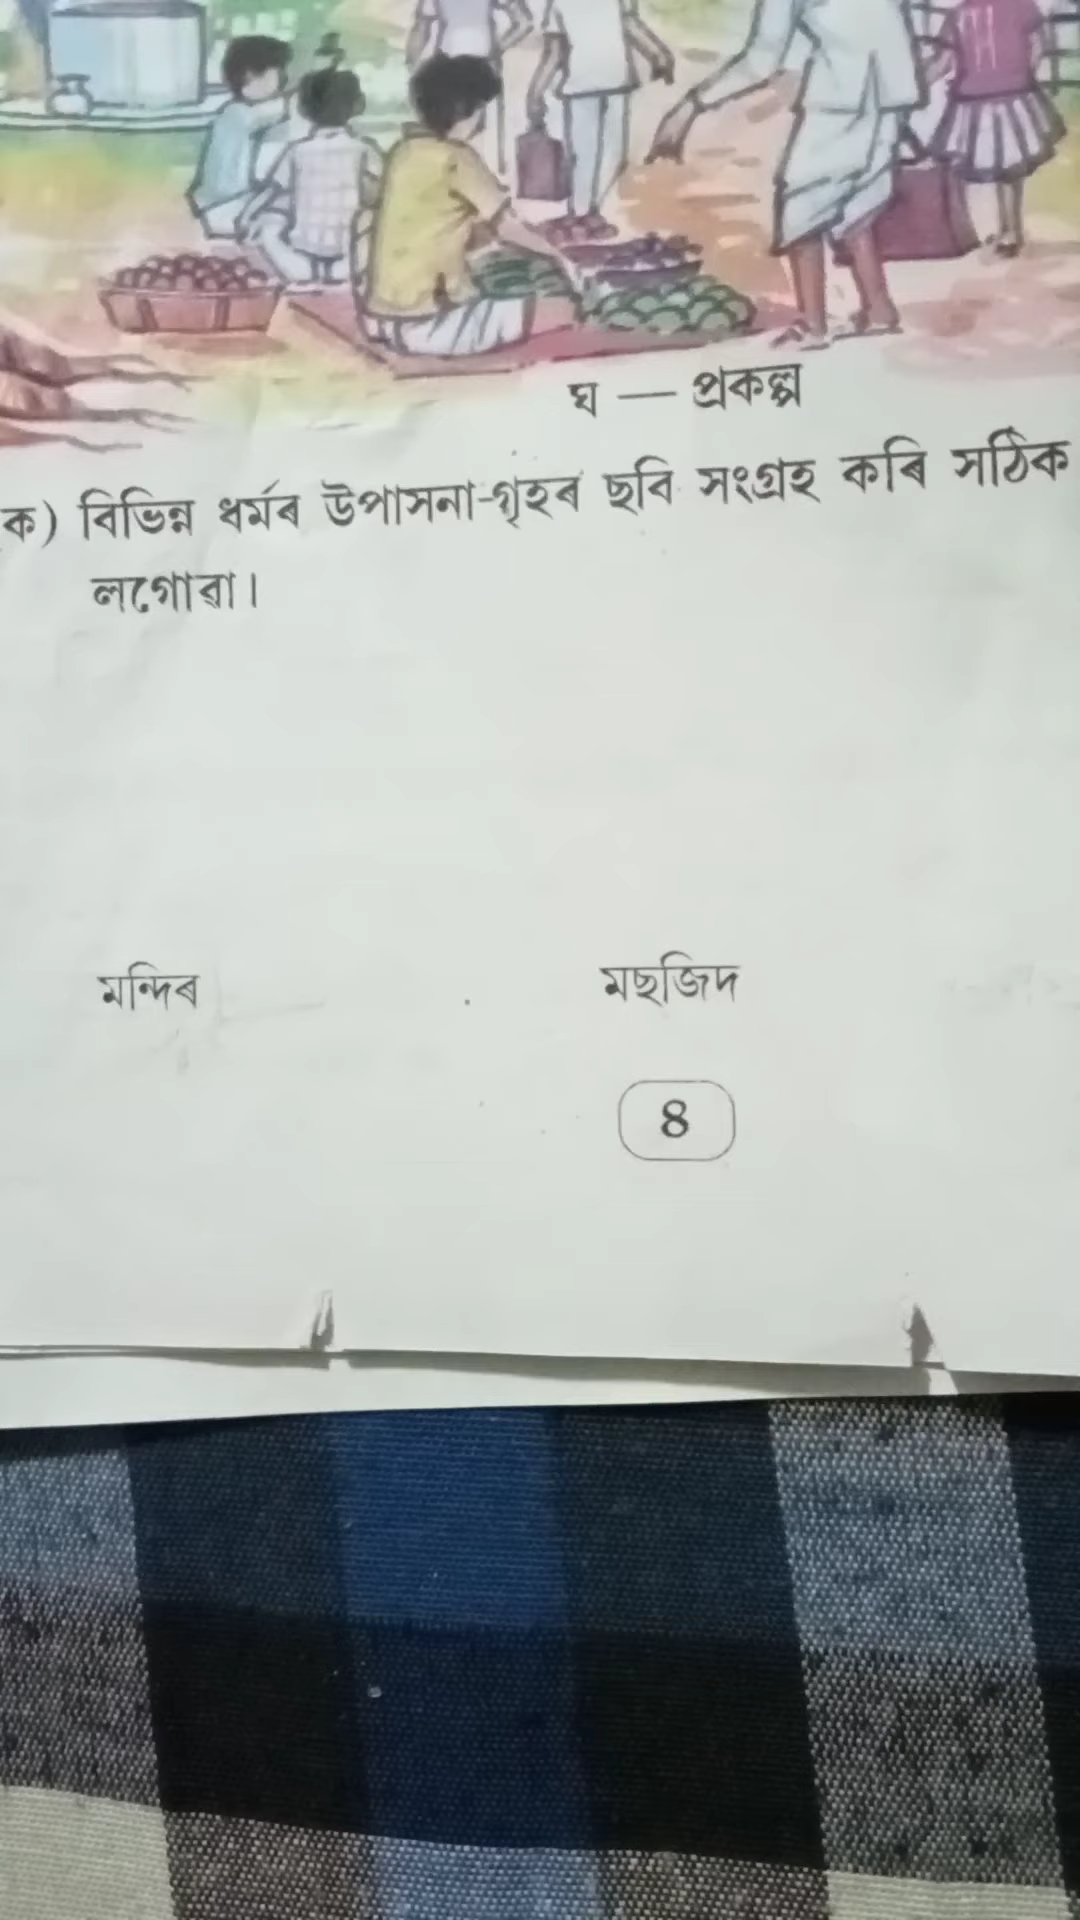 ঘ — প্ৰকল্প
ক) বিভিন্ন ধৰ্মৰ উপাসনা-গৃহৰ ছবি সংগ্ৰহ কৰি সঠিক
লগোৱা।
মন্দিৰ মছজিদ
8